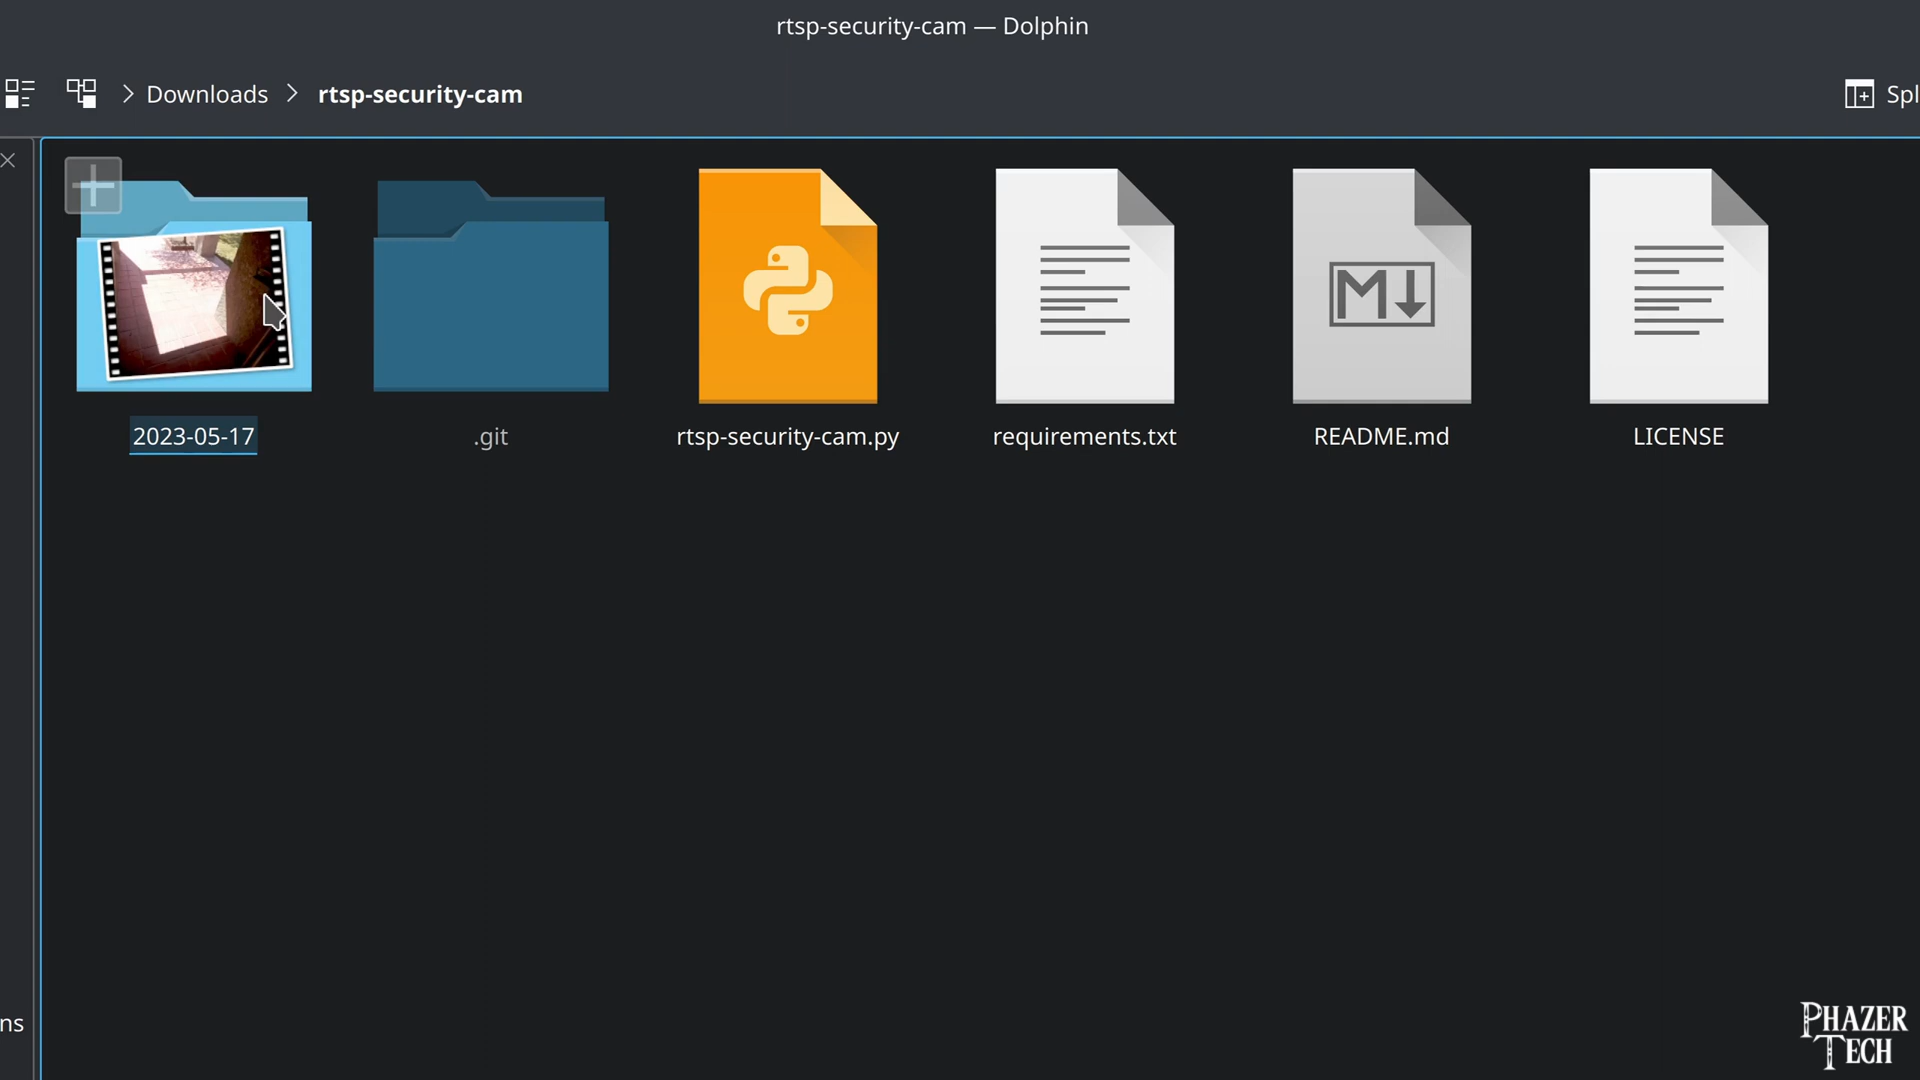 rtsp-security-cam — Dolphin
Downloads
rtsp-security-cam
Spl
2023-05-17
.git
rtsp-security-cam.py
requirements.txt
M
README.md
LICENSE
ns
PHAZER
TECH